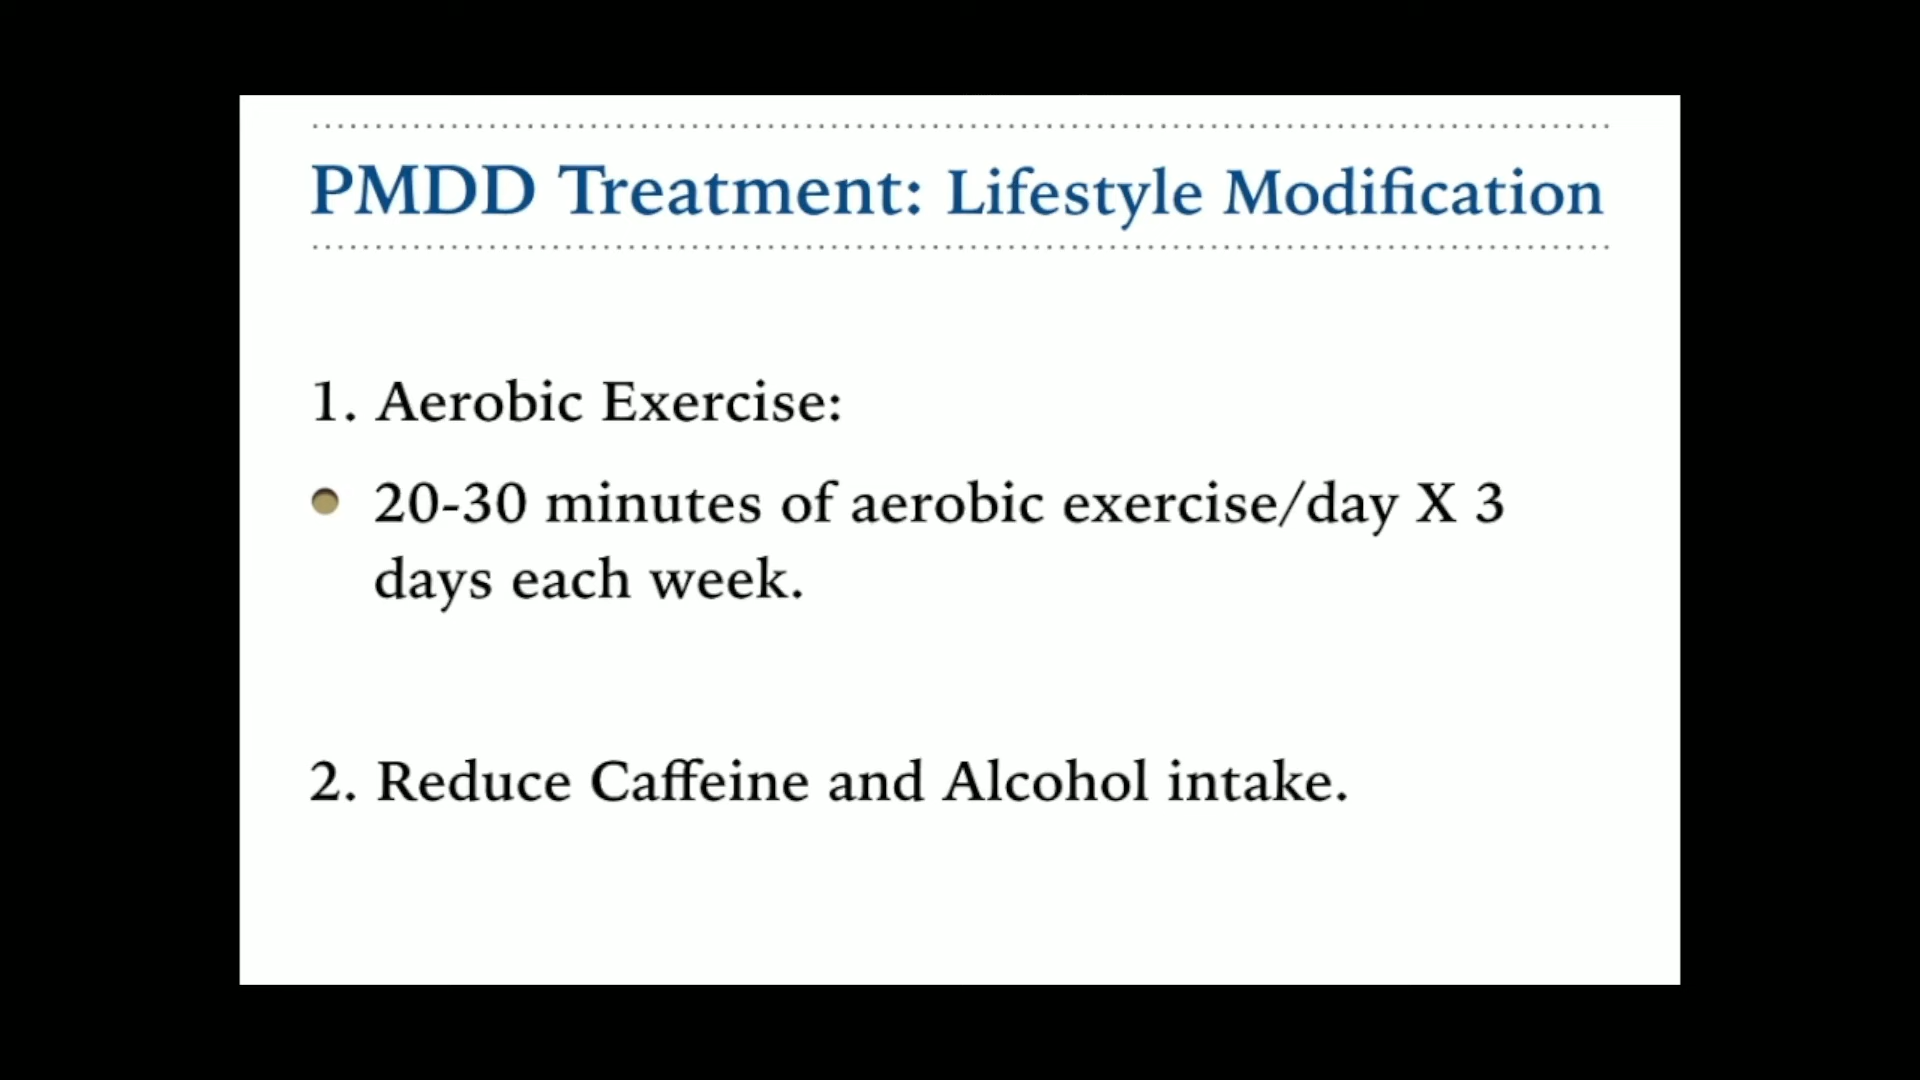 PMDD Treatment: Lifestyle Modification
1. Aerobic Exercise:
20-30 minutes of aerobic exercise/day X 3
days each week.
2. Reduce Caffeine and Alcohol intake.